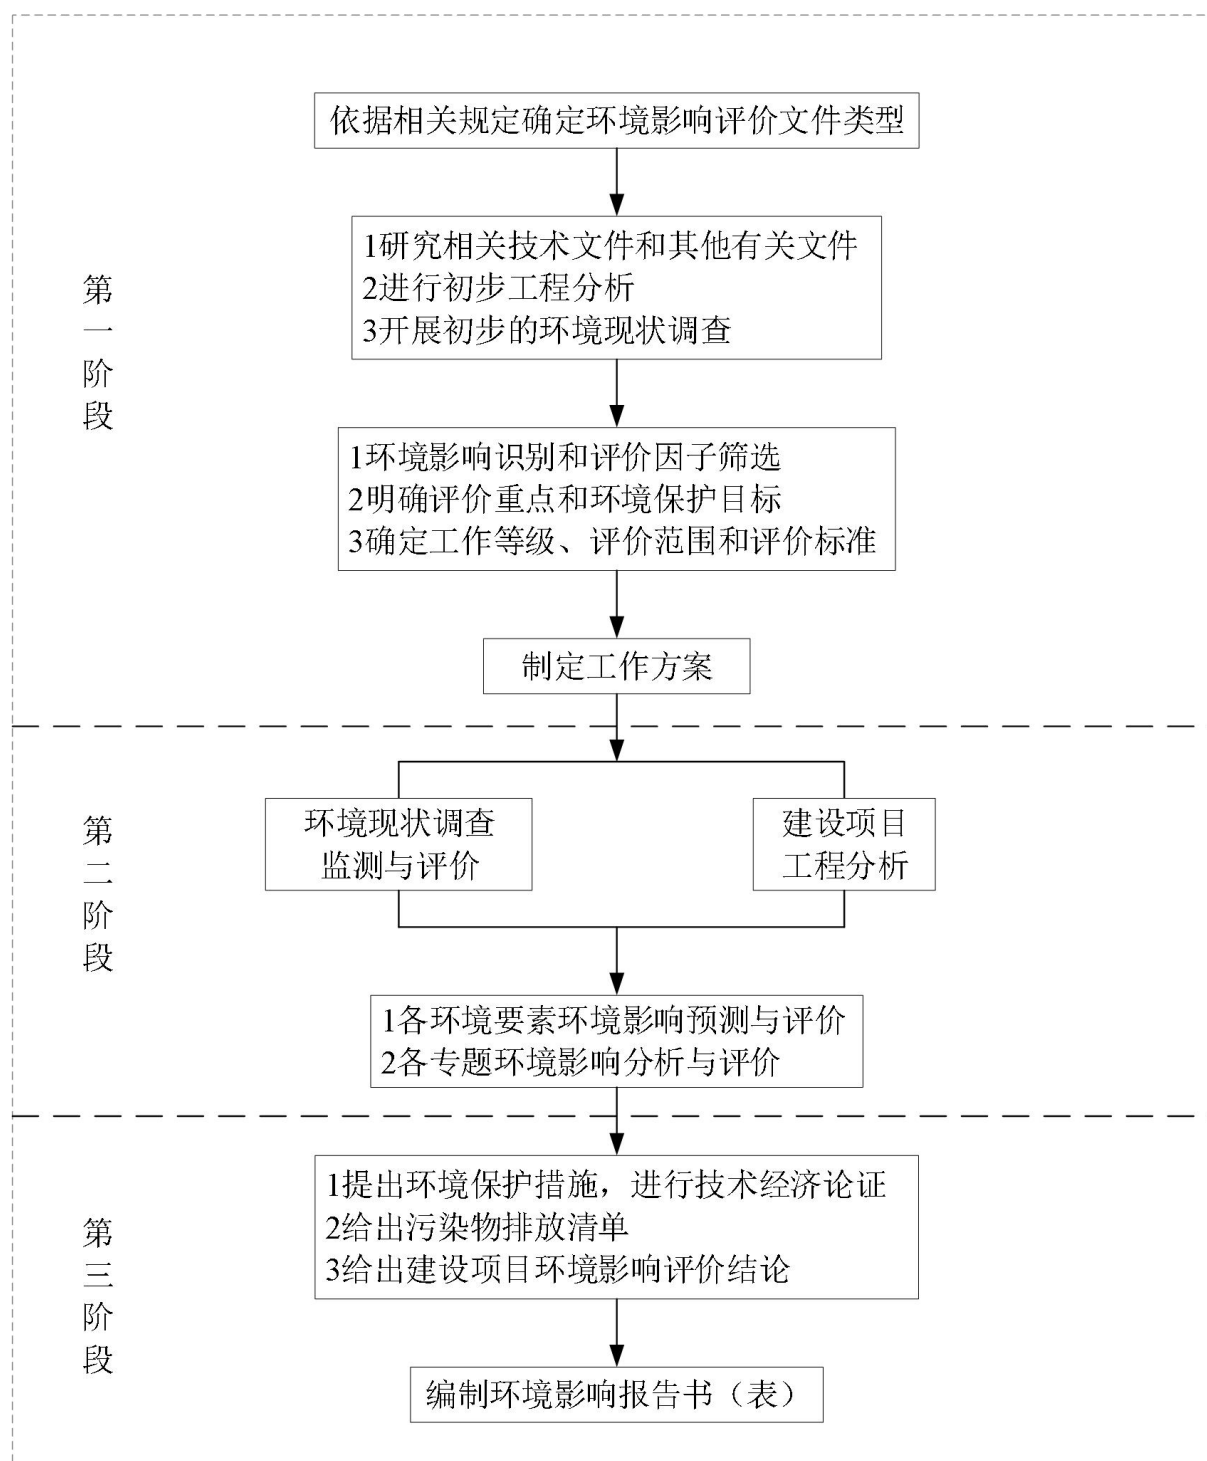 依据相关规定确定环境影响评价文件类型
1研究相关技术文件和其他有关文件
2进行初步工程分析
3开展初步的环境现状调查
第一阶段
1环境影响识别和评价因子筛选
2明确评价重点和环境保护目标
3确定工作等级、评价范围和评价标准
制定工作方案
第二阶段
环境现状调查
监测与评价
建设项目
工程分析
1各环境要素环境影响预测与评价
2各专题环境影响分析与评价
第三阶段
1提出环境保护措施，进行技术经济论证
2给出污染物排放清单
3给出建设项目环境影响评价结论
编制环境影响报告书（表）